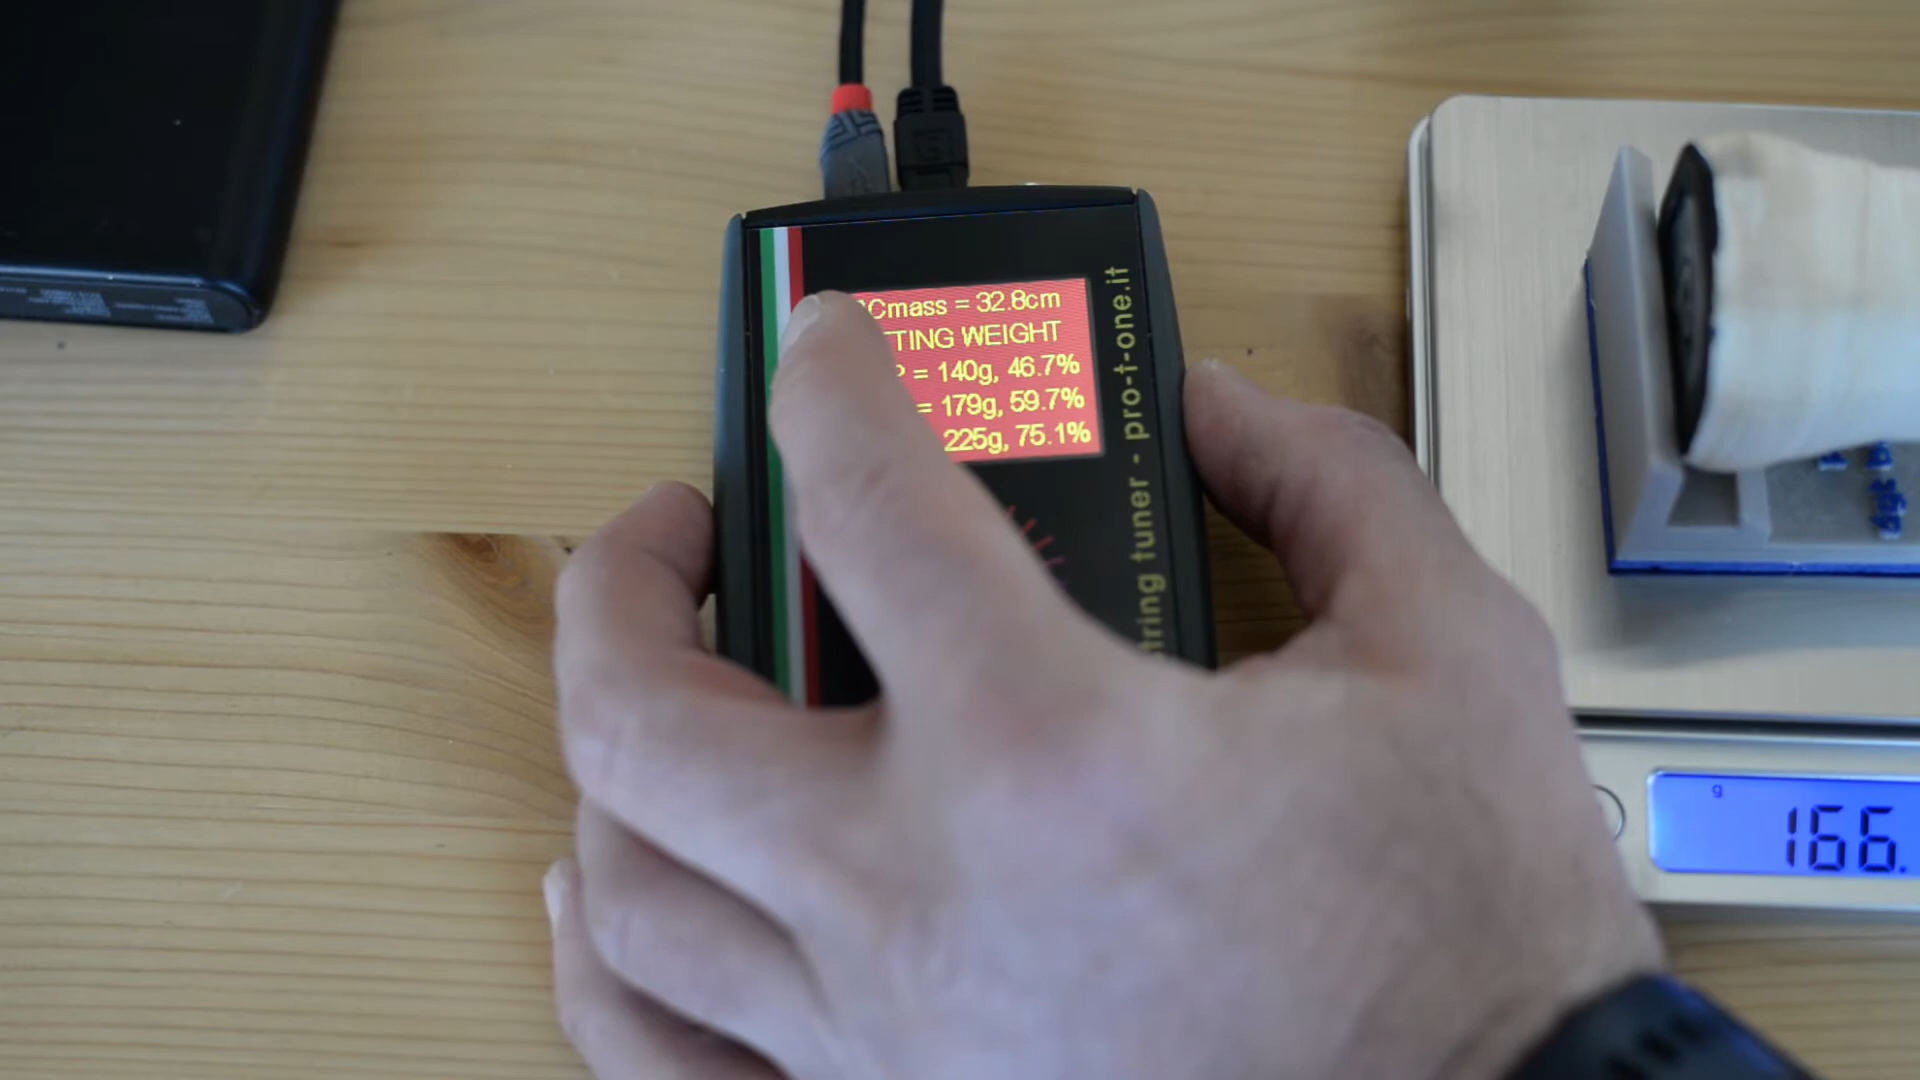 Cmass = 32.8cm
TING WEIGHT
= 140g, 46.7%
= 179g, 59.7%
225g, 75.1%
string tuner - pro-t-one.it
g
166.